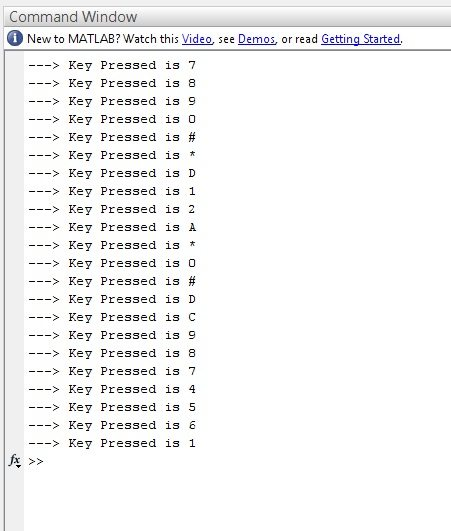 Command Window
New to MATLAB? Watch this Video, see Demos, or read Getting Started.
---> Key Pressed is 7
---> Key Pressed is 8
---> Key Pressed is 9
---> Key Pressed is 0
---> Key Pressed is #
---> Key Pressed is *
---> Key Pressed is D
---> Key Pressed is 1
---> Key Pressed is 2
---> Key Pressed is A
---> Key Pressed is *
---> Key Pressed is 0
---> Key Pressed is #
---> Key Pressed is D
---> Key Pressed is C
---> Key Pressed is 9
---> Key Pressed is 8
---> Key Pressed is 7
---> Key Pressed is 4
---> Key Pressed is 5
---> Key Pressed is 6
---> Key Pressed is 1
fx >>